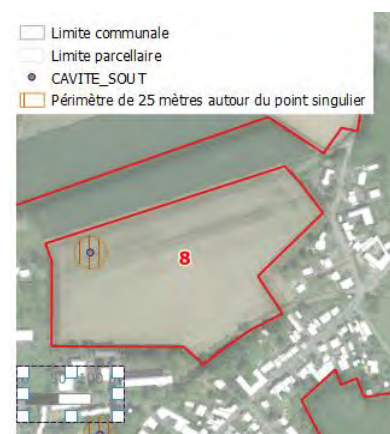 Limite communale
Limite parcellaire
CAVITE_SOUT
Périmètre de 25 mètres autour du point singulier
8